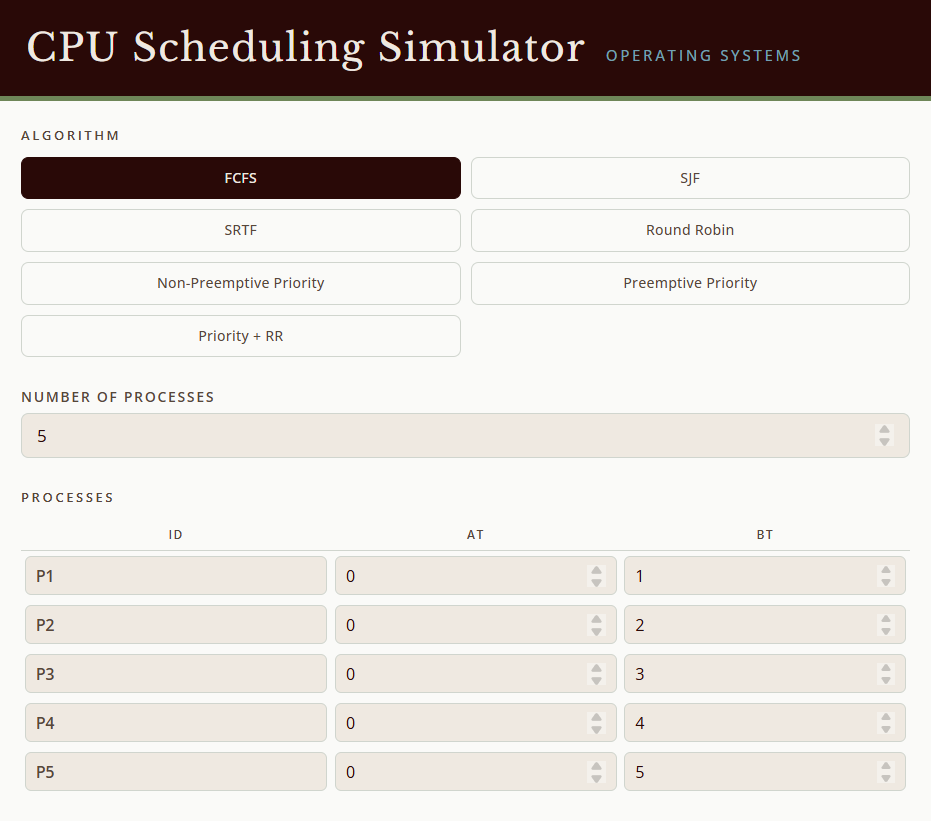 CPU Scheduling Simulator OPERATING SYSTEMS
ALGORITHM
FCFS SJF
SRTF Round Robin
Non-Preemptive Priority Preemptive Priority
Priority + RR
NUMBER OF PROCESSES
5
PROCESSES
ID AT BT
P1 0 1
P2 0 2
P3 0 3
P4 0 4
P5 0 5